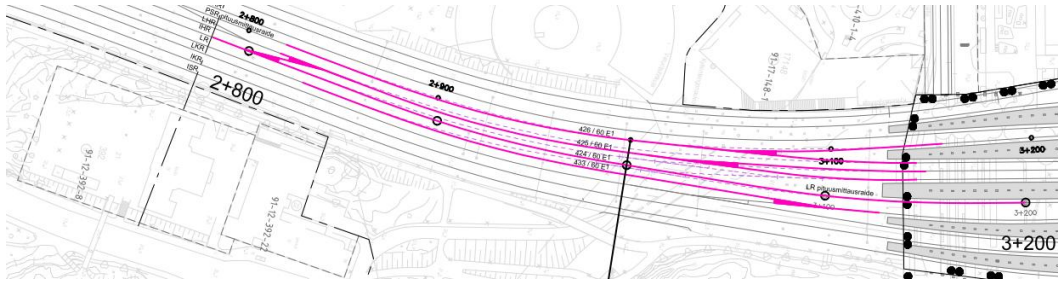 PSR pituusmittausraide
LHR
IHR
LR
LKR
IKR
ISR
2+800
2+800
2+900
426 / 60 E1
425 / 60 E1
424 / 60 E1
433 / 60 E1
3+100
LR pituusmittausraide
3+100
3+200
3+200
3+200
91-12-392-8
91-12-392-22
91-17-148-1